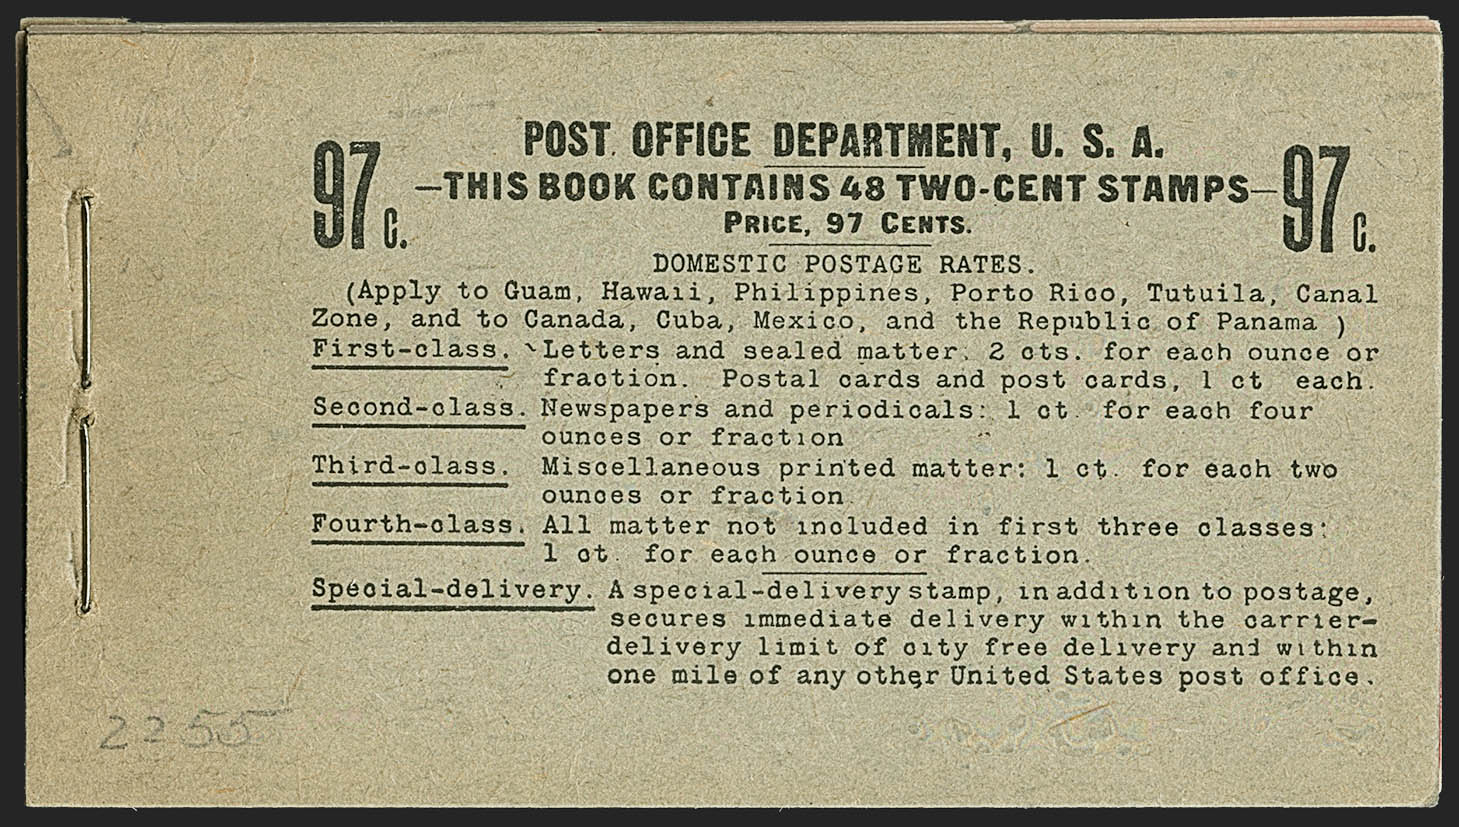 POST OFFICE DEPARTMENT, U. S. A.
97c. —THIS BOOK CONTAINS 48 TWO-CENT STAMPS— 97c.
PRICE, 97 CENTS.
DOMESTIC POSTAGE RATES.
(Apply to Guam, Hawaii, Philippines, Porto Rico, Tutuila, Canal
Zone, and to Canada, Cuba, Mexico, and the Republic of Panama )
First-class. Letters and sealed matter. 2 cts. for each ounce or
fraction. Postal cards and post cards, 1 ct each.
Second-class. Newspapers and periodicals: 1 ct. for each four
ounces or fraction
Third-class. Miscellaneous printed matter: 1 ct. for each two
ounces or fraction.
Fourth-class. All matter not included in first three classes:
1 ct. for each ounce or fraction.
Special-delivery. A special-delivery stamp, in addition to postage,
secures immediate delivery within the carrier-
delivery limit of city free delivery and within
one mile of any other United States post office.
2255